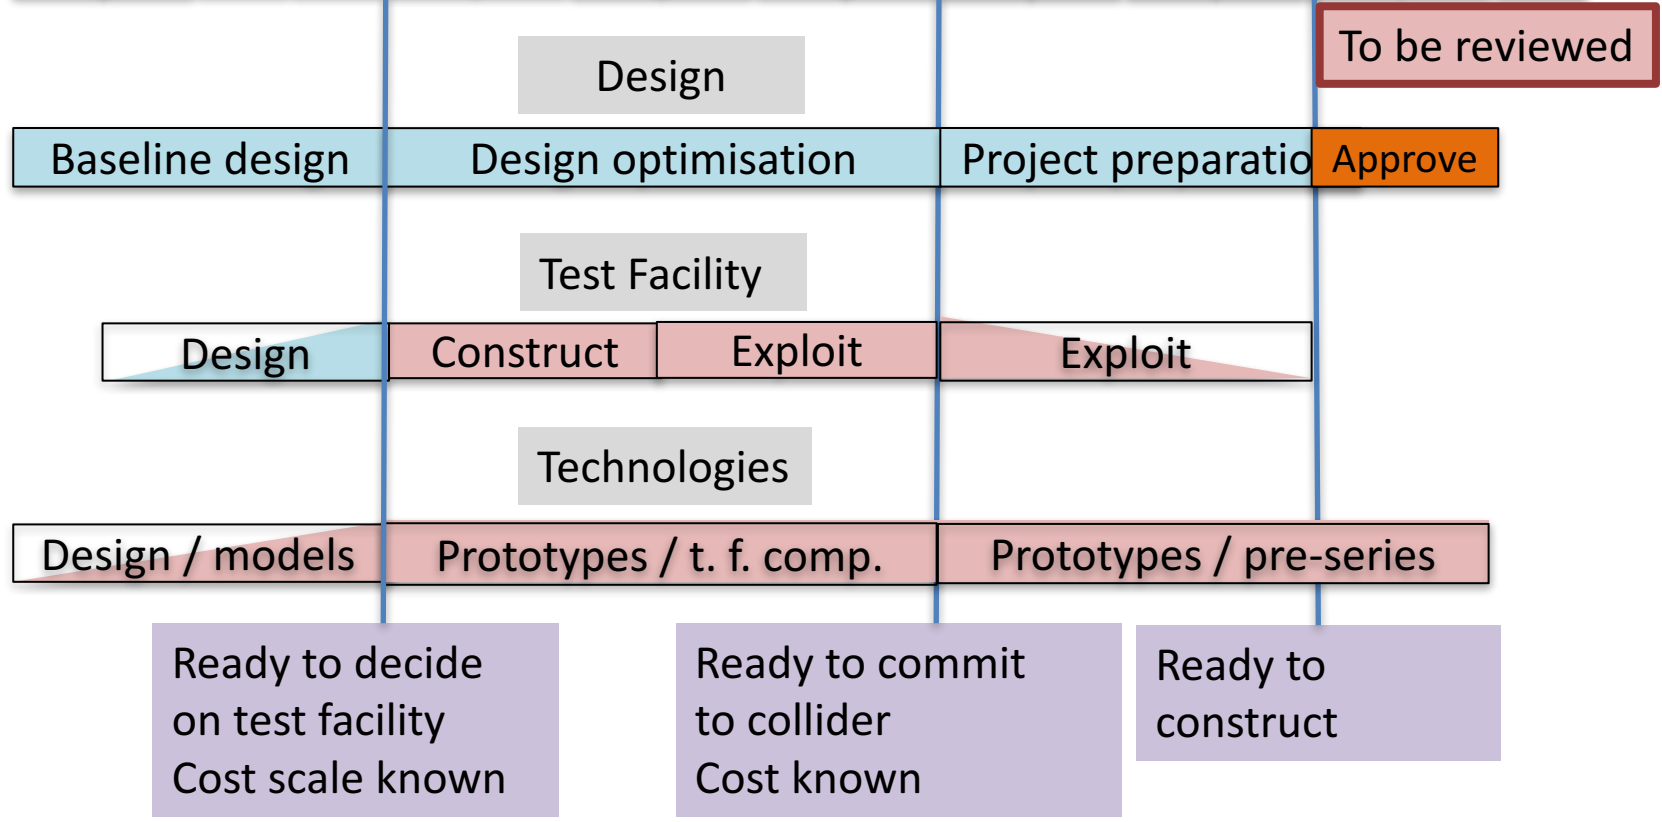 To be reviewed
Design
Baseline design
Design optimisation
Project preparatio
Approve
Test Facility
Design
Construct
Exploit
Exploit
Technologies
Design / models
Prototypes / t. f. comp.
Prototypes / pre-series
Ready to decide
on test facility
Cost scale known
Ready to commit
to collider
Cost known
Ready to
construct